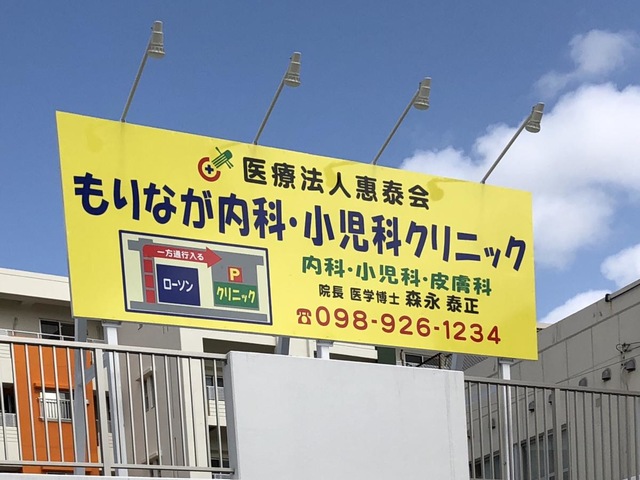 医療法人惠泰会
もりなが内科・小児科クリニック
一方通行入る
ローソン
P
クリニック
内科・小児科・皮膚科
院長 医学博士 森永 泰正
☎098-926-1234